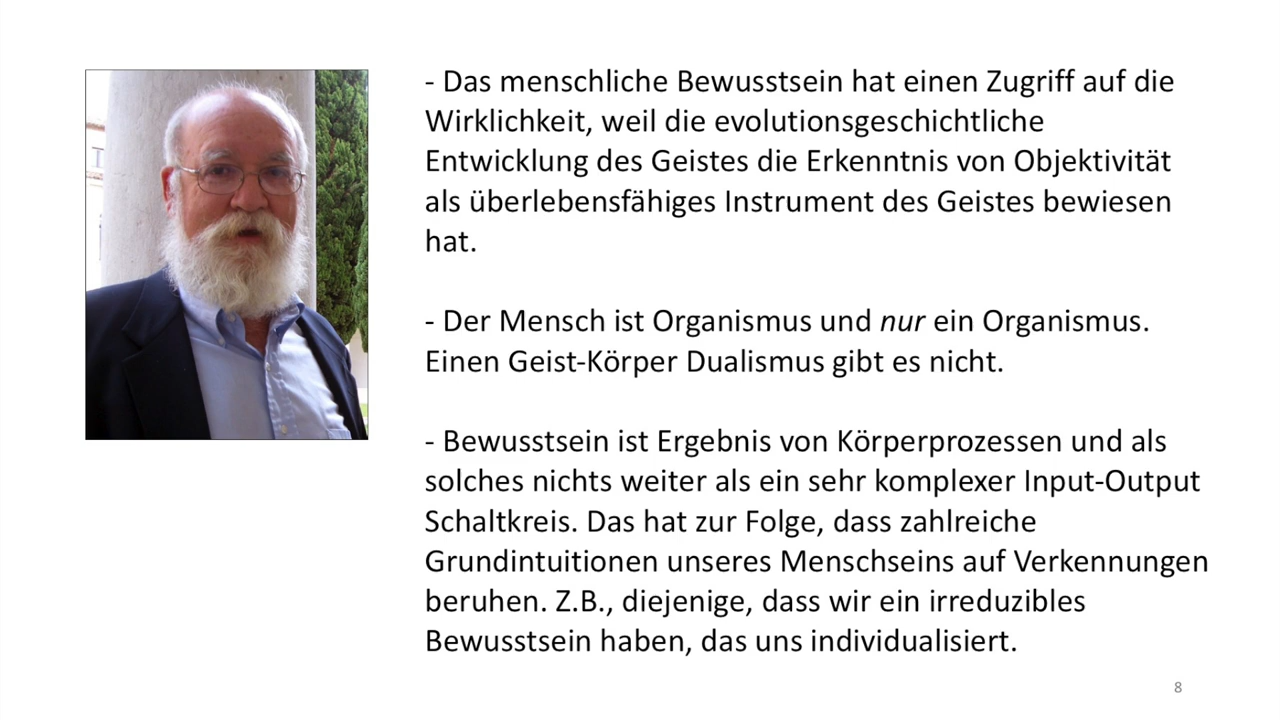 - Das menschliche Bewusstsein hat einen Zugriff auf die
Wirklichkeit, weil die evolutionsgeschichtliche
Entwicklung des Geistes die Erkenntnis von Objektivität
als überlebensfähiges Instrument des Geistes bewiesen
hat.
- Der Mensch ist Organismus und nur ein Organismus.
Einen Geist-Körper Dualismus gibt es nicht.
- Bewusstsein ist Ergebnis von Körperprozessen und als
solches nichts weiter als ein sehr komplexer Input-Output
Schaltkreis. Das hat zur Folge, dass zahlreiche
Grundintuitionen unseres Menschseins auf Verkennungen
beruhen. Z.B., diejenige, dass wir ein irreduzibles
Bewusstsein haben, das uns individualisiert.
8